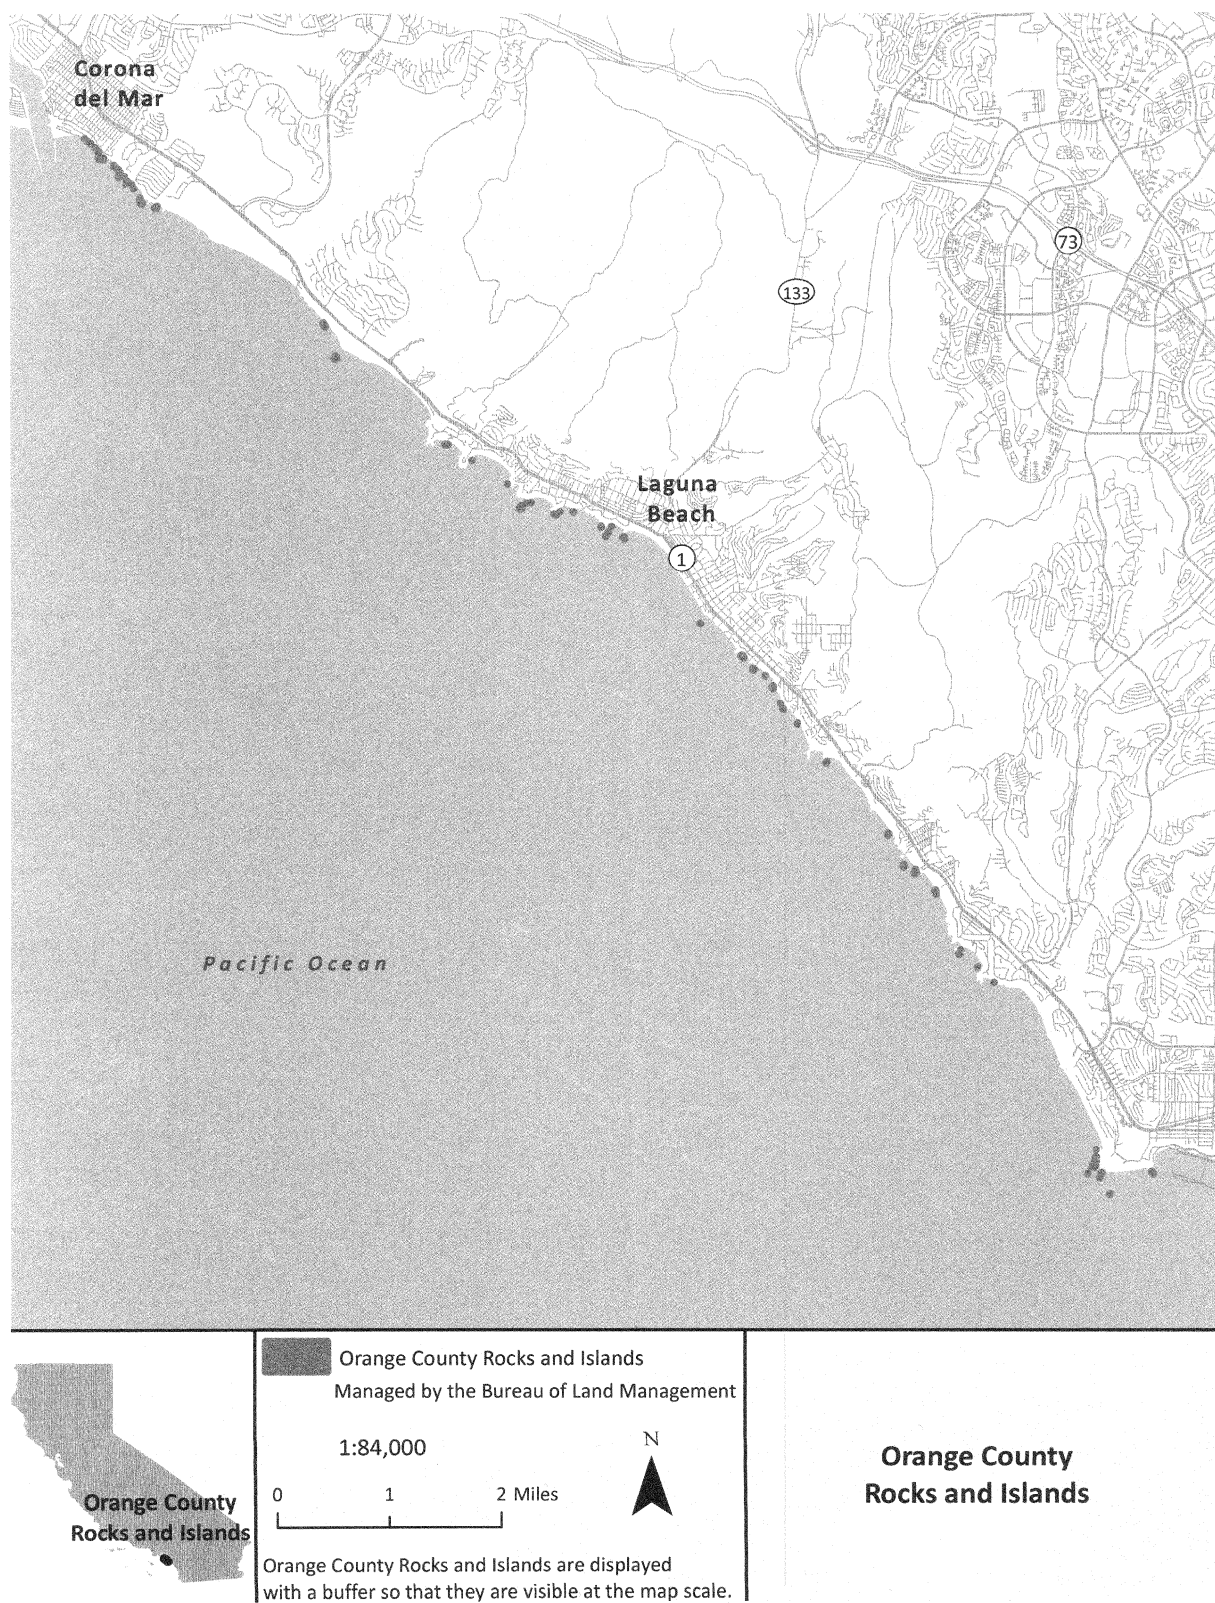 Corona
del Mar
73
133
Laguna
Beach
1
Pacific Ocean
Orange County
Rocks and Islands
Orange County Rocks and Islands
Managed by the Bureau of Land Management
1:84,000
N
0 1 2 Miles
Orange County Rocks and Islands are displayed
with a buffer so that they are visible at the map scale.
Orange County
Rocks and Islands